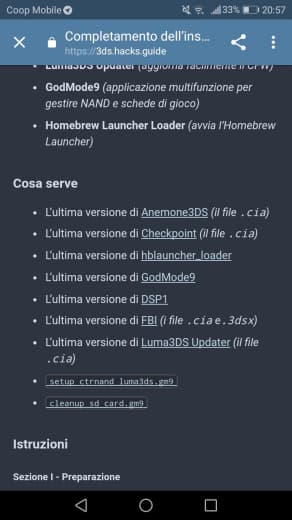 Coop Mobile 33% 20:57
Completamento dell'ins...
https://3ds.hacks.guide
Luma3DS Updater (aggiorna facilmente il CFW)
GodMode9 (applicazione multifunzione per
gestire NAND e schede di gioco)
Homebrew Launcher Loader (avvia l'Homebrew
Launcher)
Cosa serve
L'ultima versione di Anemone3DS (il file .cia)
L'ultima versione di Checkpoint (il file .cia)
L'ultima versione di hblauncher_loader
L'ultima versione di GodMode9
L'ultima versione di DSP1
L'ultima versione di FBI (i file .cia e .3dsx)
L'ultima versione di Luma3DS Updater (il file
.cia)
setup_ctrnand_luma3ds.gm9
cleanup_sd_card.gm9
Istruzioni
Sezione I - Preparazione